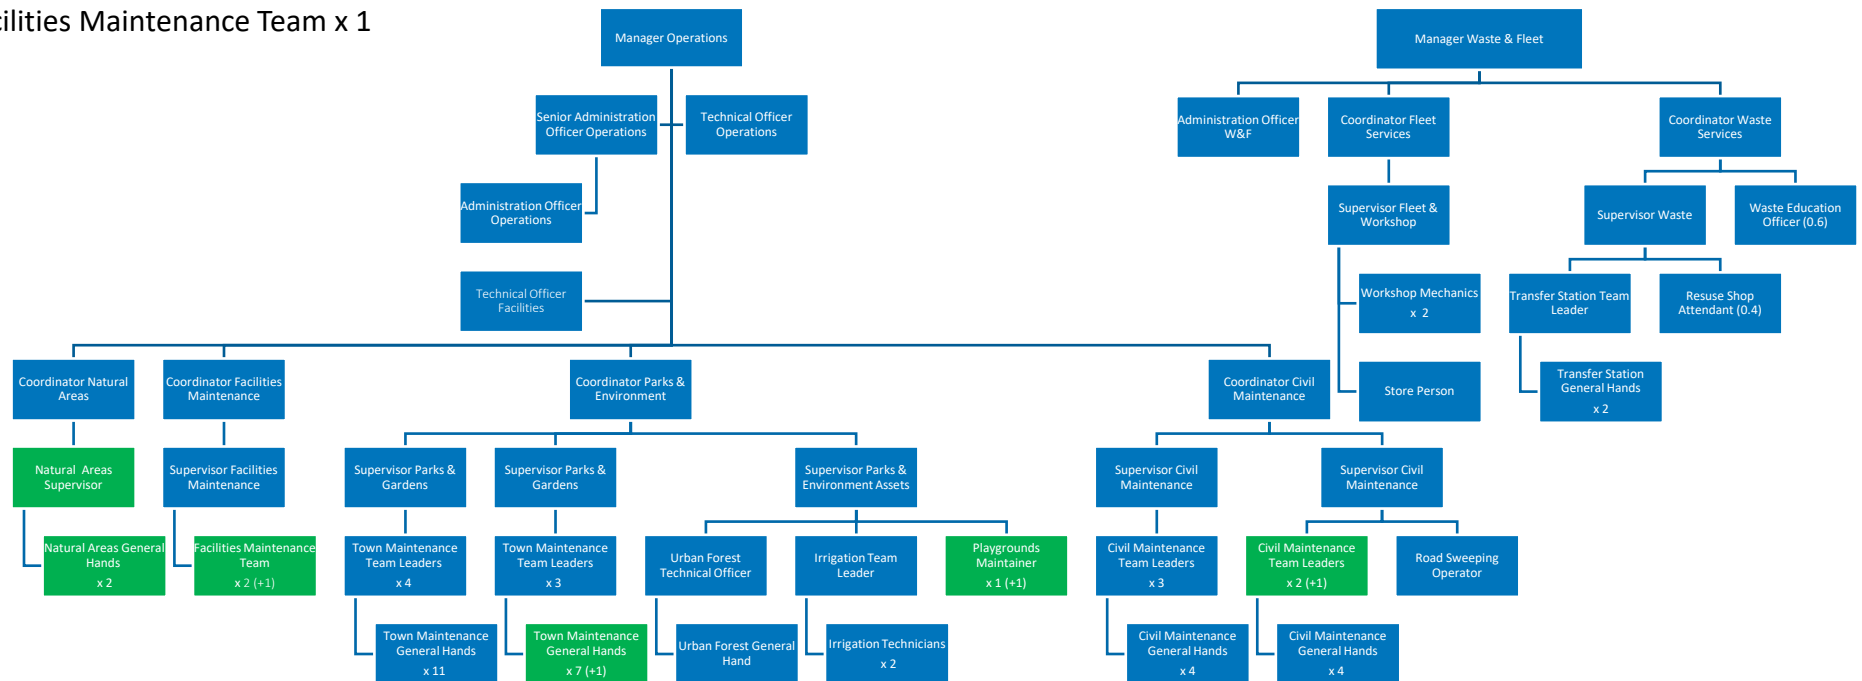 cilities Maintenance Team x 1
Manager Operations
Manager Waste & Fleet
Senior Administration
Officer Operations
Technical Officer
Operations
Administration Officer
W&F
Coordinator Fleet
Services
Coordinator Waste
Services
Administration Officer
Operations
Supervisor Fleet &
Workshop
Supervisor Waste
Waste Education
Officer (0.6)
Technical Officer
Facilities
Workshop Mechanics
x 2
Transfer Station Team
Leader
Resuse Shop
Attendant (0.4)
Coordinator Natural
Areas
Coordinator Facilities
Maintenance
Coordinator Parks &
Environment
Coordinator Civil
Maintenance
Store Person
Transfer Station
General Hands
x 2
Natural Areas
Supervisor
Supervisor Facilities
Maintenance
Supervisor Parks &
Gardens
Supervisor Parks &
Gardens
Supervisor Parks &
Environment Assets
Supervisor Civil
Maintenance
Supervisor Civil
Maintenance
Natural Areas General
Hands
x 2
Facilities Maintenance
Team
x 2 (+1)
Town Maintenance
Team Leaders
x 4
Town Maintenance
Team Leaders
x 3
Urban Forest
Technical Officer
Irrigation Team
Leader
Playgrounds
Maintainer
x 1 (+1)
Civil Maintenance
Team Leaders
x 3
Civil Maintenance
Team Leaders
x 2 (+1)
Road Sweeping
Operator
Town Maintenance
General Hands
x 11
Town Maintenance
General Hands
x 7 (+1)
Urban Forest General
Hand
Irrigation Technicians
x 2
Civil Maintenance
General Hands
x 4
Civil Maintenance
General Hands
x 4